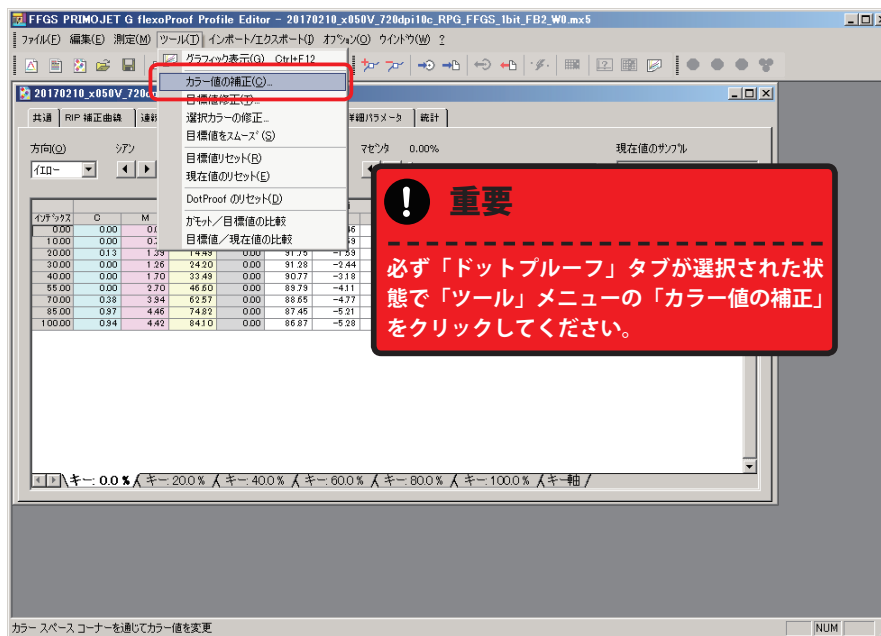 FFGS PRIMOJET G flexoProof Profile Editor - 20170210_x050V_720dpi10c_RPG_FFGS_1bit_FB2_W0.mx5
ファイル(F) 編集(E) 測定(M) ツール(T) インポート/エクスポート(I) オプション(O) ウインドウ(W) ?
グラフィック表示(G) Ctrl+F12
カラー値の補正(C)...
目標値修正(T)...
選択カラーの修正...
目標値をスムーズ(S)
目標値リセット(R)
現在値のリセット(E)
DotProof のリセット(D)
ガモット/目標値の比較
目標値/現在値の比較
20170210_x050V_720
共通 RIP 補正曲線
パラメータ 統計
方向(O) シアン マゼンタ 0.00% 現在値のサンプル
イエロー
インデックス C M
0.00 0.00
10.00 0.00
20.00 0.13 1.39 14.49 0.00 91.75 -1.59
30.00 0.00 1.26 24.20 0.00 91.28 -2.44
40.00 0.00 1.70 33.49 0.00 90.77 -3.18
55.00 0.00 2.70 46.60 0.00 89.79 -4.11
70.00 0.38 3.94 62.57 0.00 88.65 -4.77
85.00 0.97 4.46 74.82 0.00 87.45 -5.21
100.00 0.94 4.42 84.10 0.00 86.87 -5.28
重要
必ず「ドットプルーフ」タブが選択された状
態で「ツール」メニューの「カラー値の補正」
をクリックしてください。
キー: 0.0 % キー: 20.0 % キー: 40.0 % キー: 60.0 % キー: 80.0 % キー: 100.0 % キー軸
カラー スペース コーナーを通じてカラー値を変更 NUM